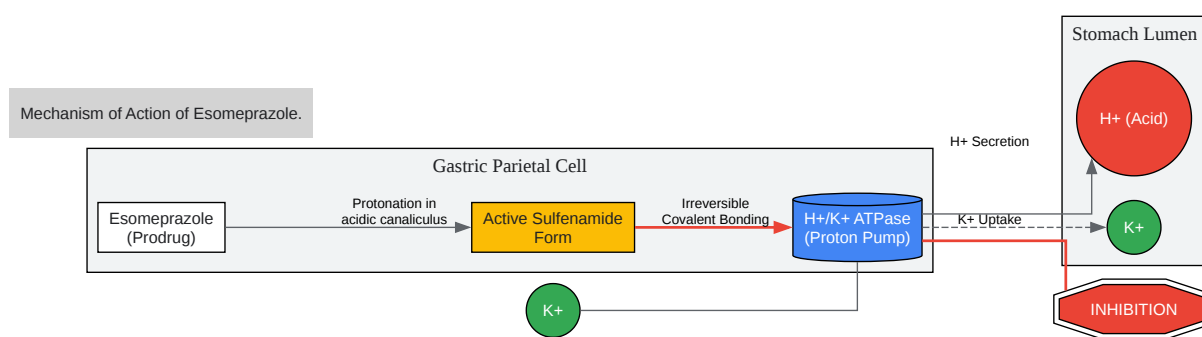 Mechanism of Action of Esomeprazole.
Gastric Parietal Cell
Esomeprazole
(Prodrug)
Protonation in
acidic canaliculus
Active Sulfenamide
Form
Irreversible
Covalent Bonding
H+/K+ ATPase
(Proton Pump)
K+
H+ Secretion
K+ Uptake
Stomach Lumen
H+ (Acid)
K+
INHIBITION